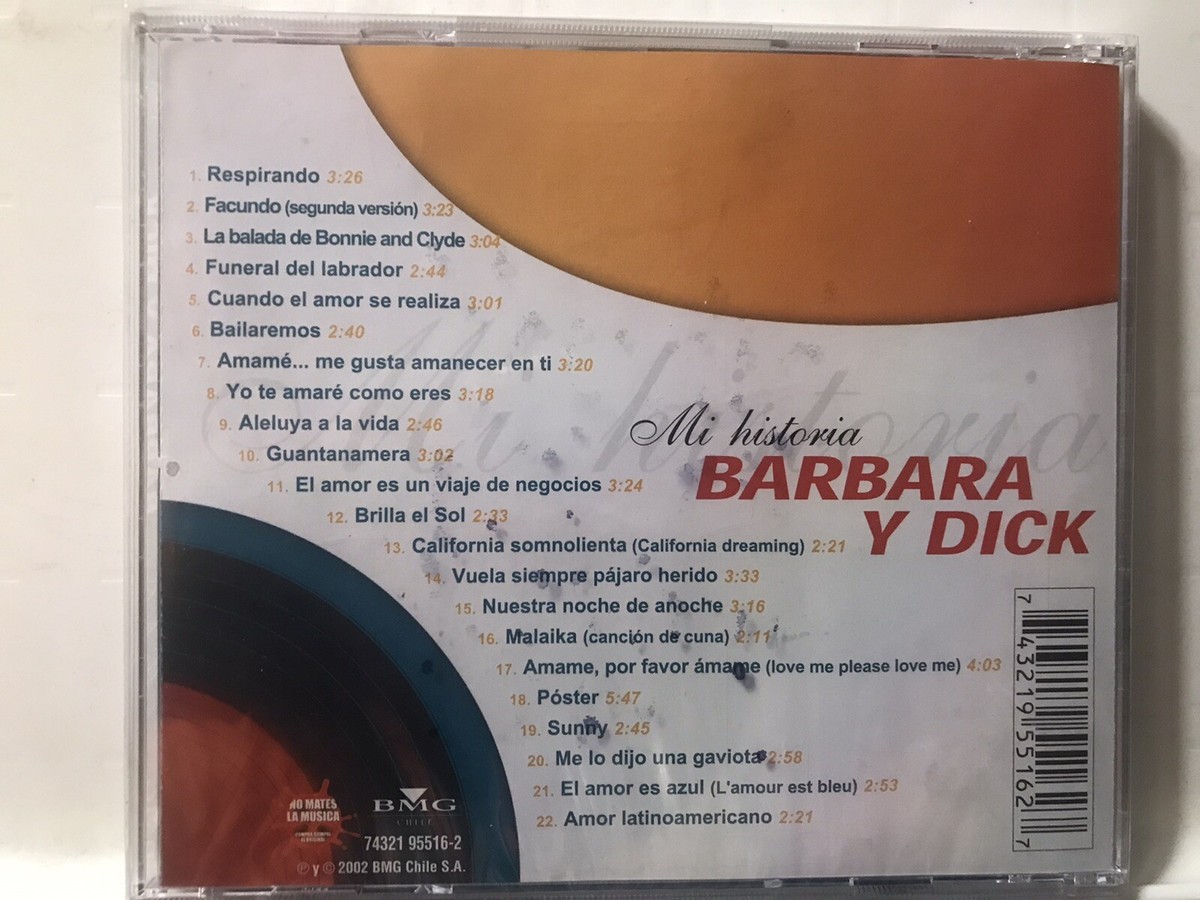 1. Respirando 3:26
2. Facundo (segunda versión) 3:23
3. La balada de Bonnie and Clyde 3:04
4. Funeral del labrador 2:44
5. Cuando el amor se realiza 3:01
6. Bailaremos 2:40
7. Amamé... me gusta amanecer en ti 3:20
8. Yo te amaré como eres 3:18
9. Aleluya a la vida 2:46
10. Guantanamera 3:02
11. El amor es un viaje de negocios 3:24
12. Brilla el Sol 2:33
13. California somnolienta (California dreaming) 2:21
14. Vuela siempre pájaro herido 3:33
15. Nuestra noche de anoche 3:16
16. Malaika (canción de cuna) 2:11
17. Amame, por favor ámame (love me please love me) 4:03
18. Póster 5:47
19. Sunny 2:45
20. Me lo dijo una gaviota 2:58
21. El amor es azul (L'amour est bleu) 2:53
22. Amor latinoamericano 2:21
Mi historia
Mi historia
BARBARA
Y DICK
7 43219 55162 7
NO MATES
LA MUSICA
BMG
CHILE
74321 95516-2
℗ y © 2002 BMG Chile S.A.